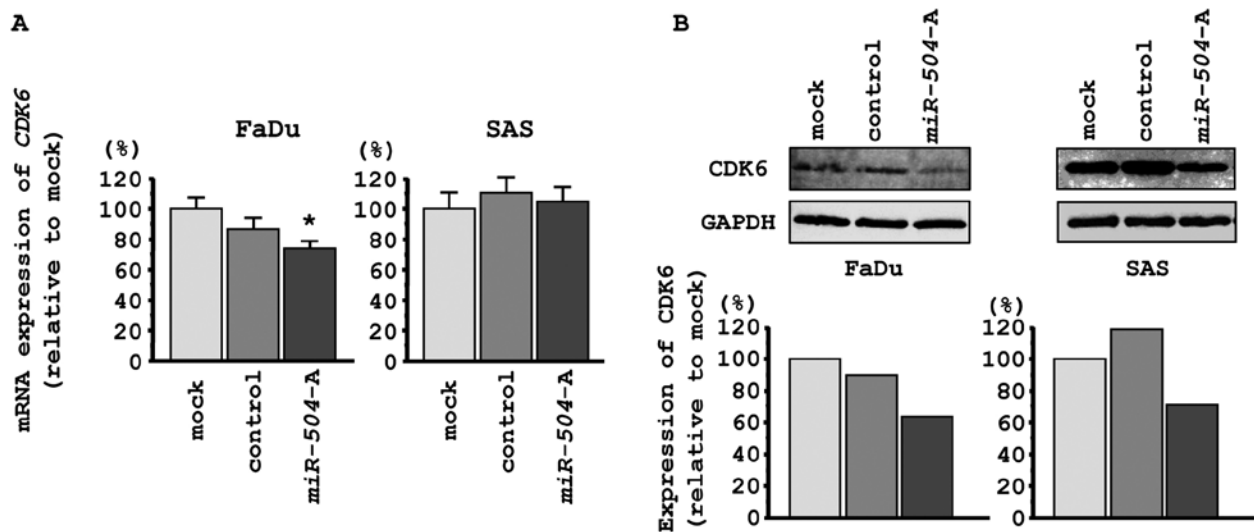 A
mRNA expression of CDK6
(relative to mock)
FaDu
(%)
120
100
80
60
40
20
0
*
mock
control
miR-504-A
SAS
(%)
120
100
80
60
40
20
0
mock
control
miR-504-A
B
mock
control
miR-504-A
mock
control
miR-504-A
CDK6
GAPDH
FaDu
SAS
Expression of CDK6
(relative to mock)
(%)
120
100
80
60
40
20
0
(%)
120
100
80
60
40
20
0